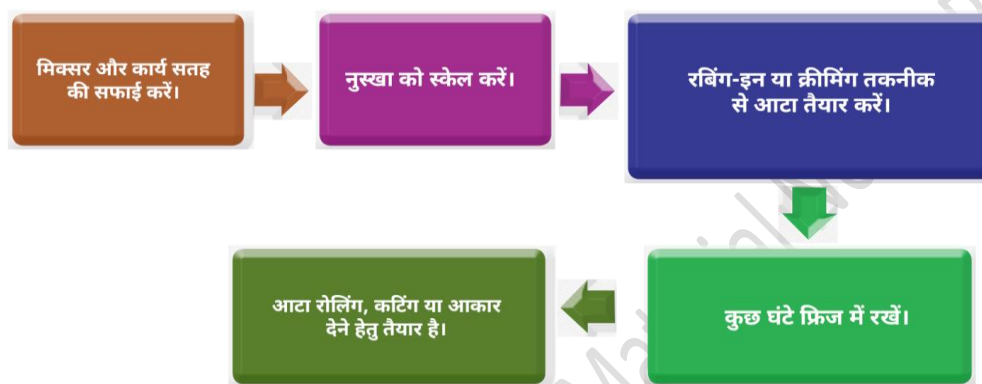 मिक्सर और कार्य सतह
की सफाई करें।
नुस्खा को स्केल करें।
रबिंग-इन या क्रीमिंग तकनीक
से आटा तैयार करें।
कुछ घंटे फ्रिज में रखें।
आटा रोलिंग, कटिंग या आकार
देने हेतु तैयार है।